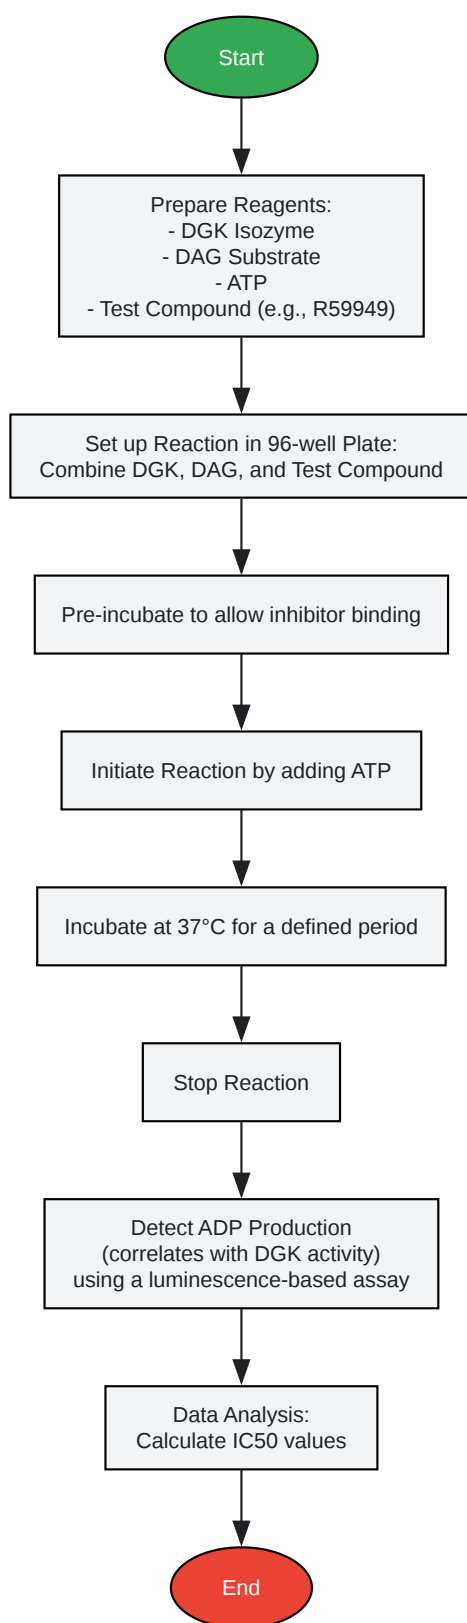 Start
Prepare Reagents:
- DGK Isozyme
- DAG Substrate
- ATP
- Test Compound (e.g., R59949)
Set up Reaction in 96-well Plate:
Combine DGK, DAG, and Test Compound
Pre-incubate to allow inhibitor binding
Initiate Reaction by adding ATP
Incubate at 37°C for a defined period
Stop Reaction
Detect ADP Production
(correlates with DGK activity)
using a luminescence-based assay
Data Analysis:
Calculate IC50 values
End